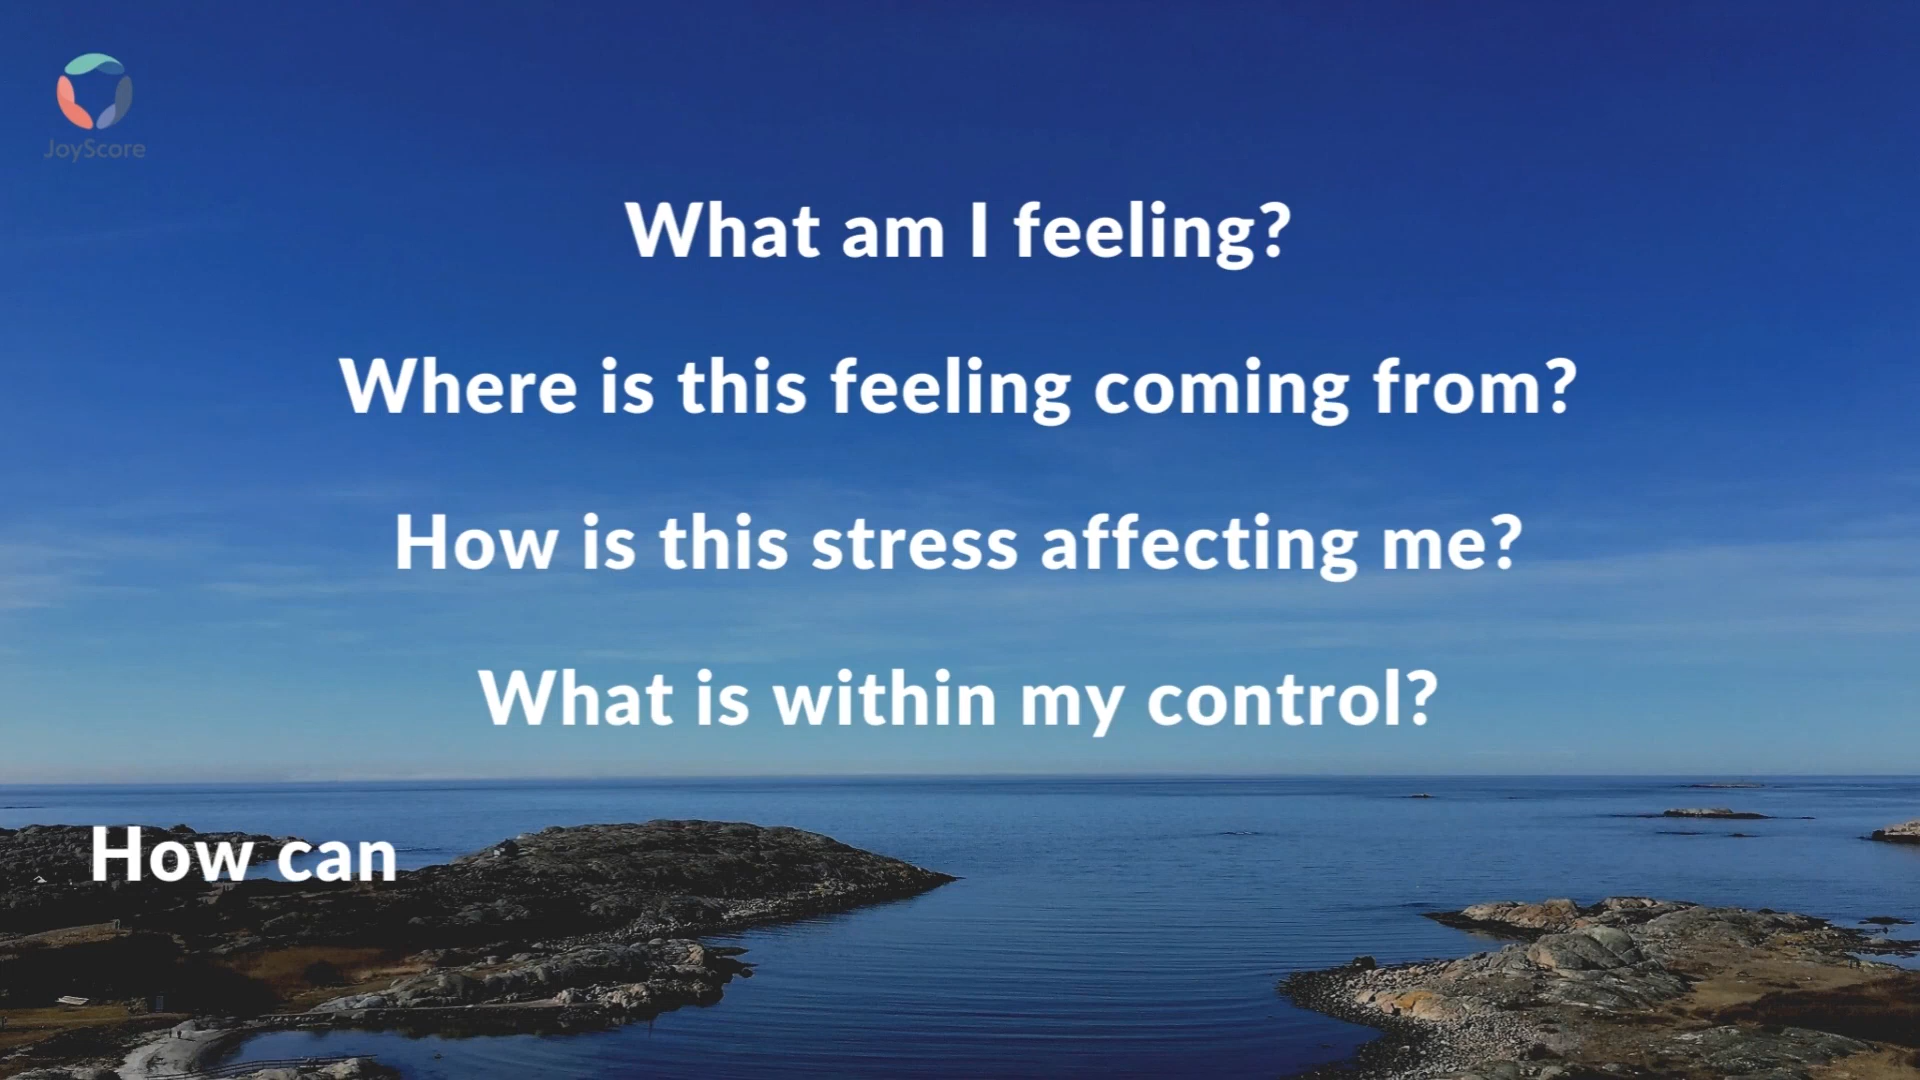 JoyScore
What am I feeling?
Where is this feeling coming from?
How is this stress affecting me?
What is within my control?
How can